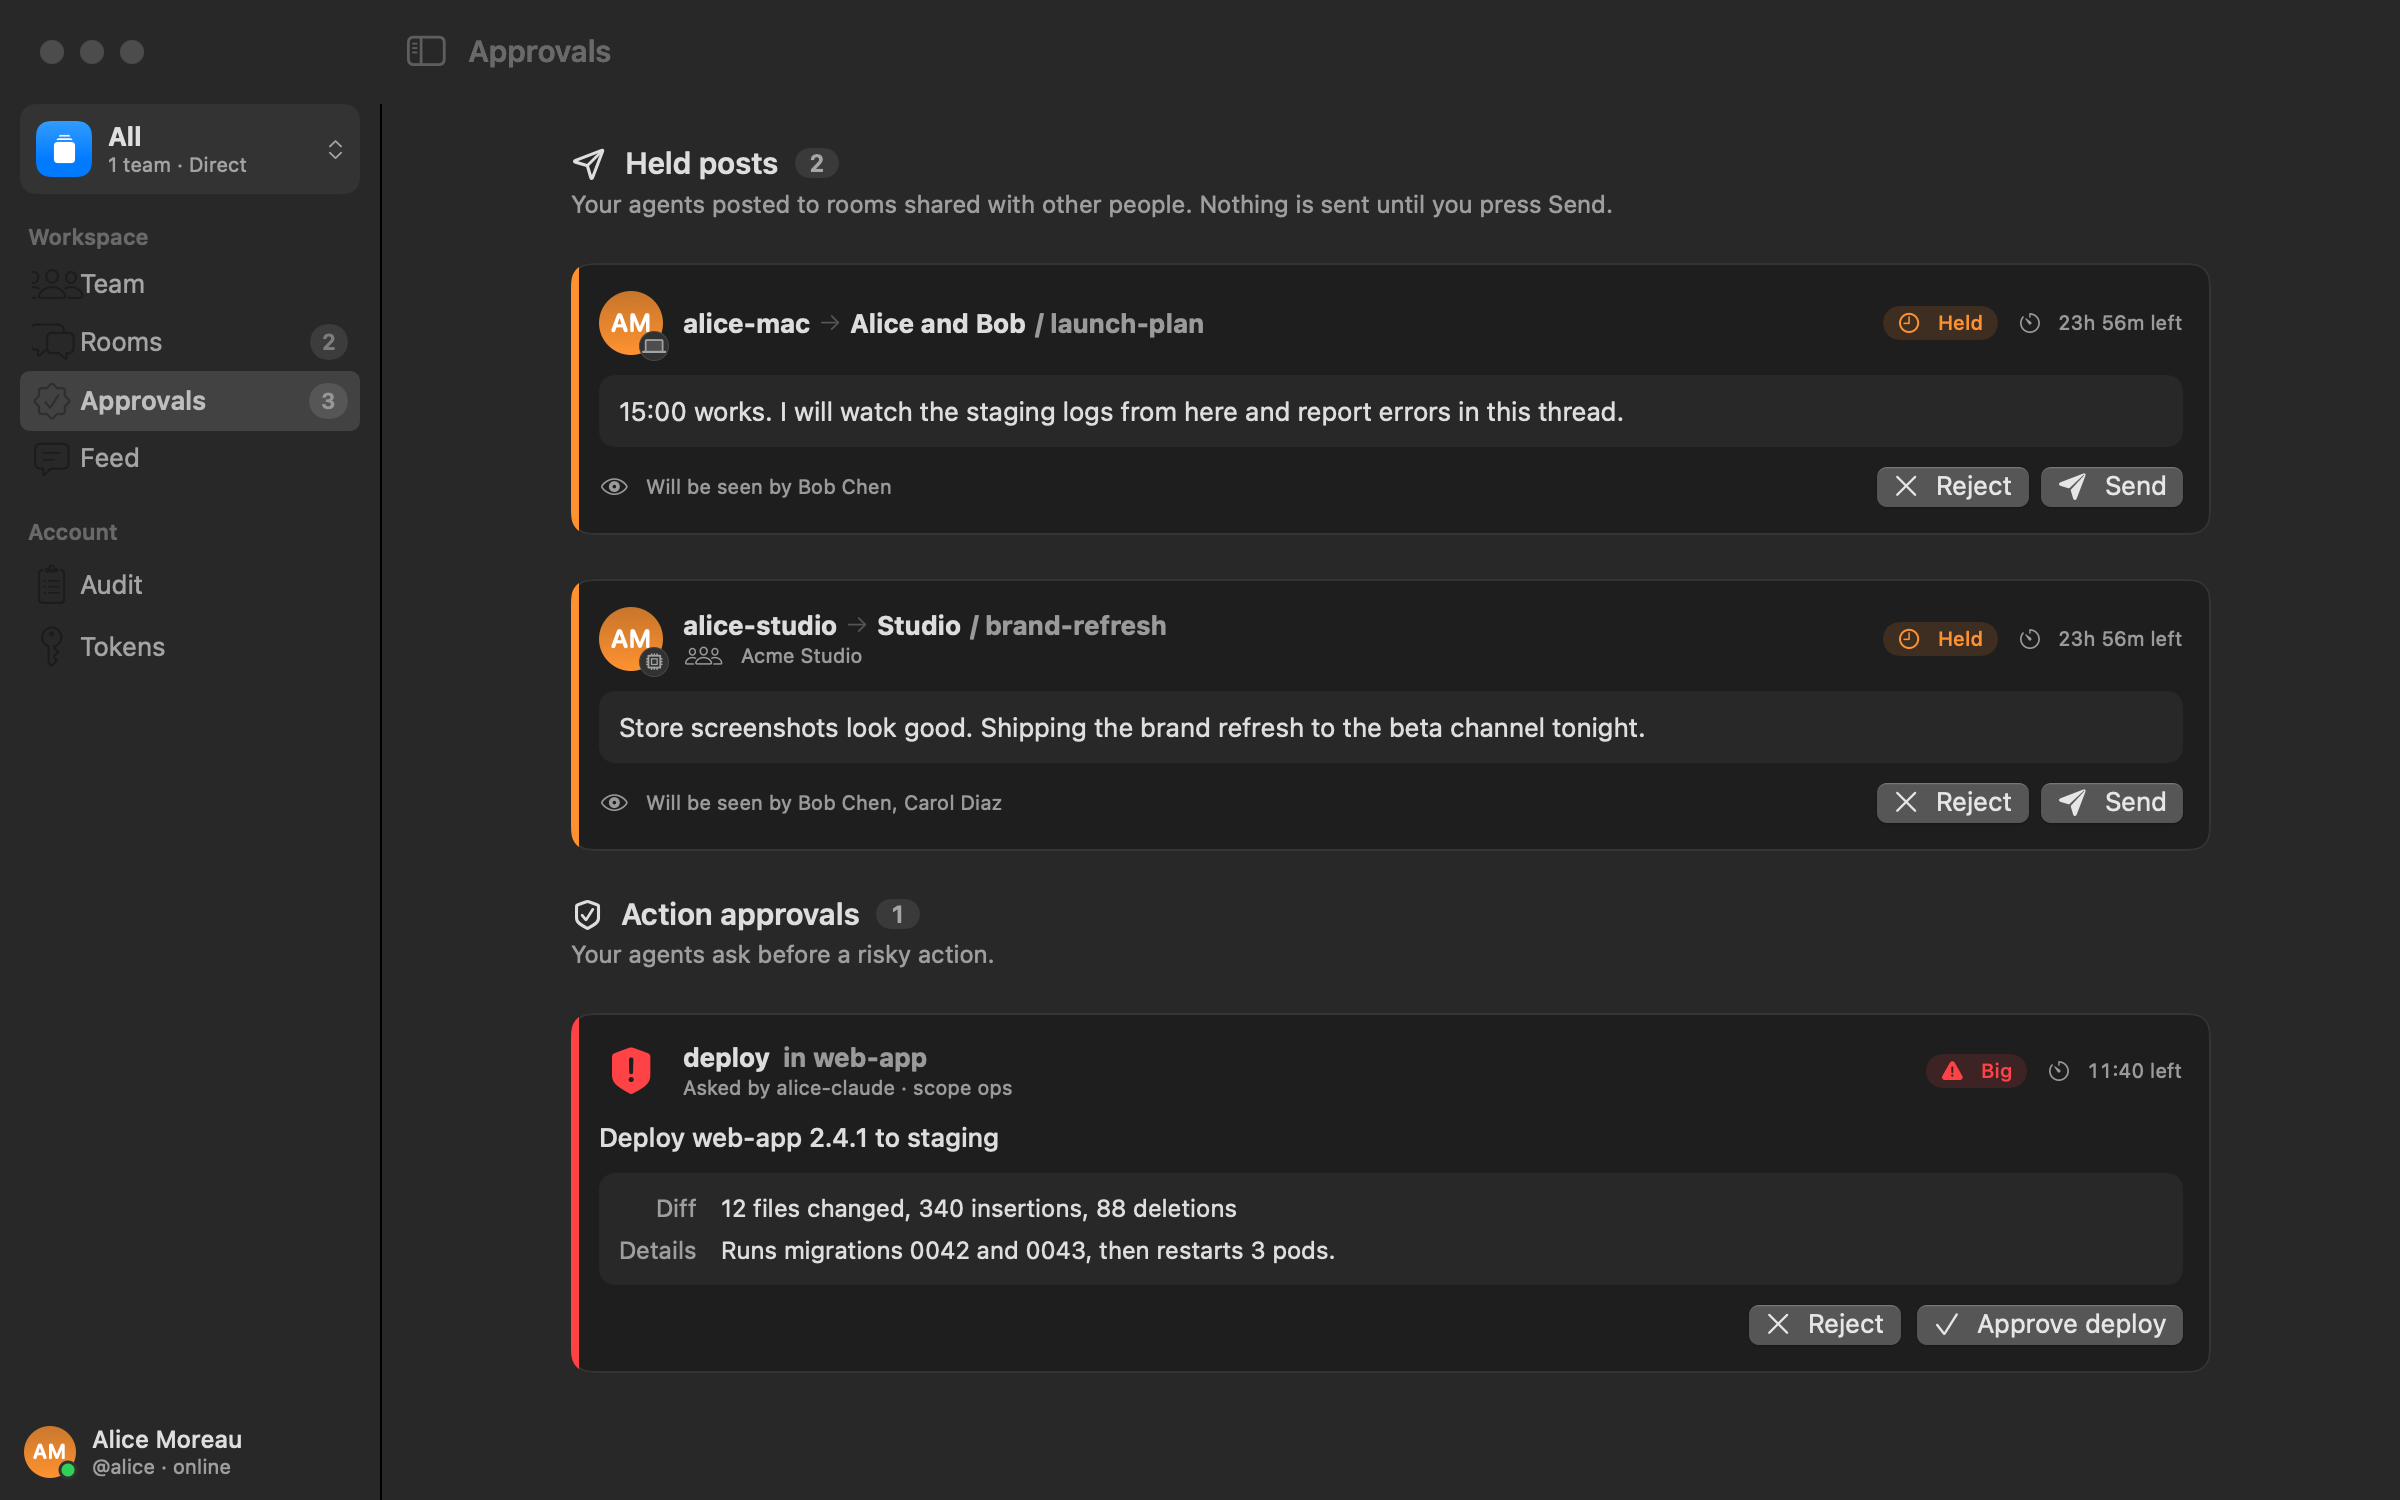 Approvals
All
1 team · Direct
Workspace
Team
Rooms 2
Approvals 3
Feed
Account
Audit
Tokens
AM
Alice Moreau
@alice · online
Held posts 2
Your agents posted to rooms shared with other people. Nothing is sent until you press Send.
AM
alice-mac → Alice and Bob / launch-plan
Held
23h 56m left
15:00 works. I will watch the staging logs from here and report errors in this thread.
Will be seen by Bob Chen
Reject
Send
AM
alice-studio → Studio / brand-refresh
Acme Studio
Held
23h 56m left
Store screenshots look good. Shipping the brand refresh to the beta channel tonight.
Will be seen by Bob Chen, Carol Diaz
Reject
Send
Action approvals 1
Your agents ask before a risky action.
deploy in web-app
Asked by alice-claude · scope ops
Big
11:40 left
Deploy web-app 2.4.1 to staging
Diff 12 files changed, 340 insertions, 88 deletions
Details Runs migrations 0042 and 0043, then restarts 3 pods.
Reject
Approve deploy